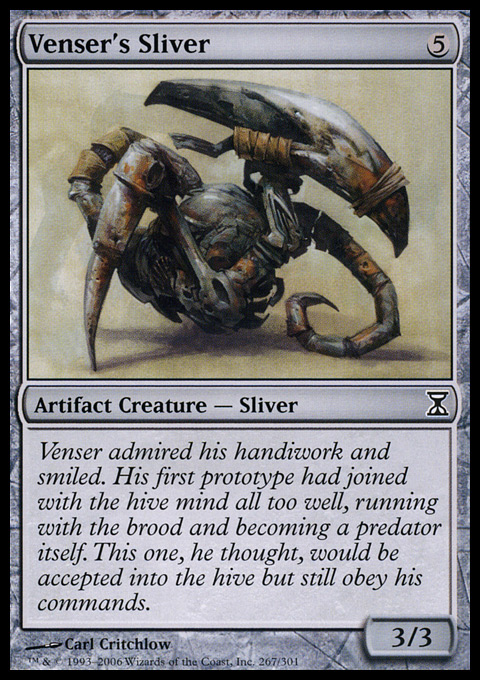 Venser's Sliver 5
Artifact Creature — Sliver
Venser admired his handiwork and
smiled. His first prototype had joined
with the hive mind all too well, running
with the brood and becoming a predator
itself. This one, he thought, would be
accepted into the hive but still obey his
commands.
Carl Critchlow
™ & © 1993–2006 Wizards of the Coast, Inc. 267/301
3/3